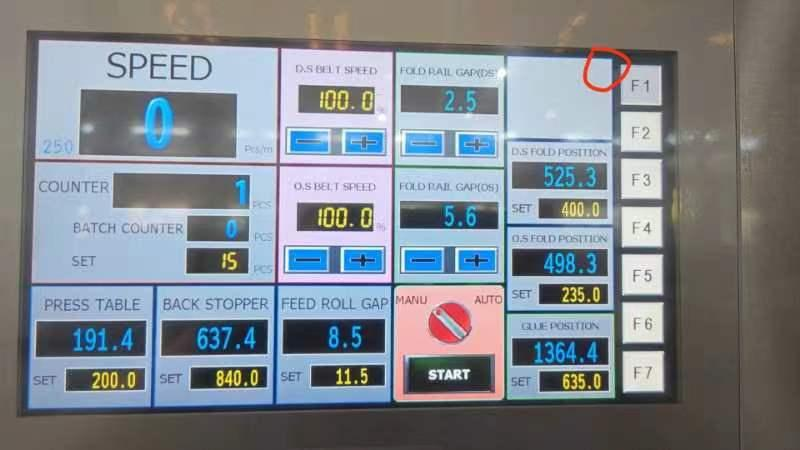 SPEED
0
250
Pcs/m
COUNTER
1
PCS
BATCH COUNTER
0
PCS
SET
15
PCS
D.S BELT SPEED
100.0
%
O.S BELT SPEED
100.0
%
FOLD RAIL GAP(DS)
2.5
FOLD RAIL GAP(OS)
5.6
D.S FOLD POSITION
525.3
SET 400.0
O.S FOLD POSITION
498.3
SET 235.0
PRESS TABLE
191.4
SET 200.0
BACK STOPPER
637.4
SET 840.0
FEED ROLL GAP
8.5
SET 11.5
MANU AUTO
START
GLUE POSITION
1364.4
SET 635.0
F1
F2
F3
F4
F5
F6
F7